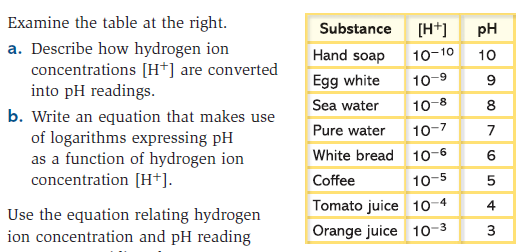 Examine the table at the right.
a. Describe how hydrogen ion
concentrations [H⁺] are converted
into pH readings.
b. Write an equation that makes use
of logarithms expressing pH
as a function of hydrogen ion
concentration [H⁺].
Use the equation relating hydrogen
ion concentration and pH reading
Substance [H⁺] pH
Hand soap 10⁻¹⁰ 10
Egg white 10⁻⁹ 9
Sea water 10⁻⁸ 8
Pure water 10⁻⁷ 7
White bread 10⁻⁶ 6
Coffee 10⁻⁵ 5
Tomato juice 10⁻⁴ 4
Orange juice 10⁻³ 3